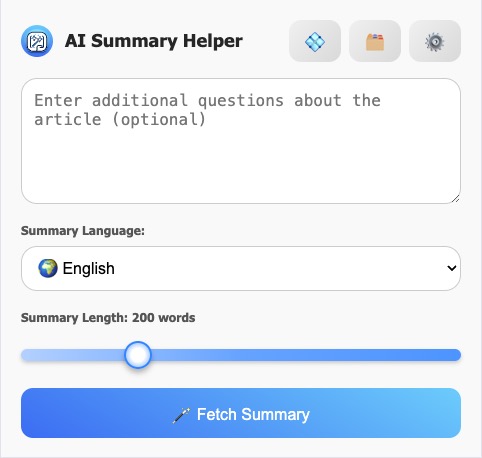 AI Summary Helper
Enter additional questions about the
article (optional)
Summary Language:
English
Summary Length: 200 words
Fetch Summary